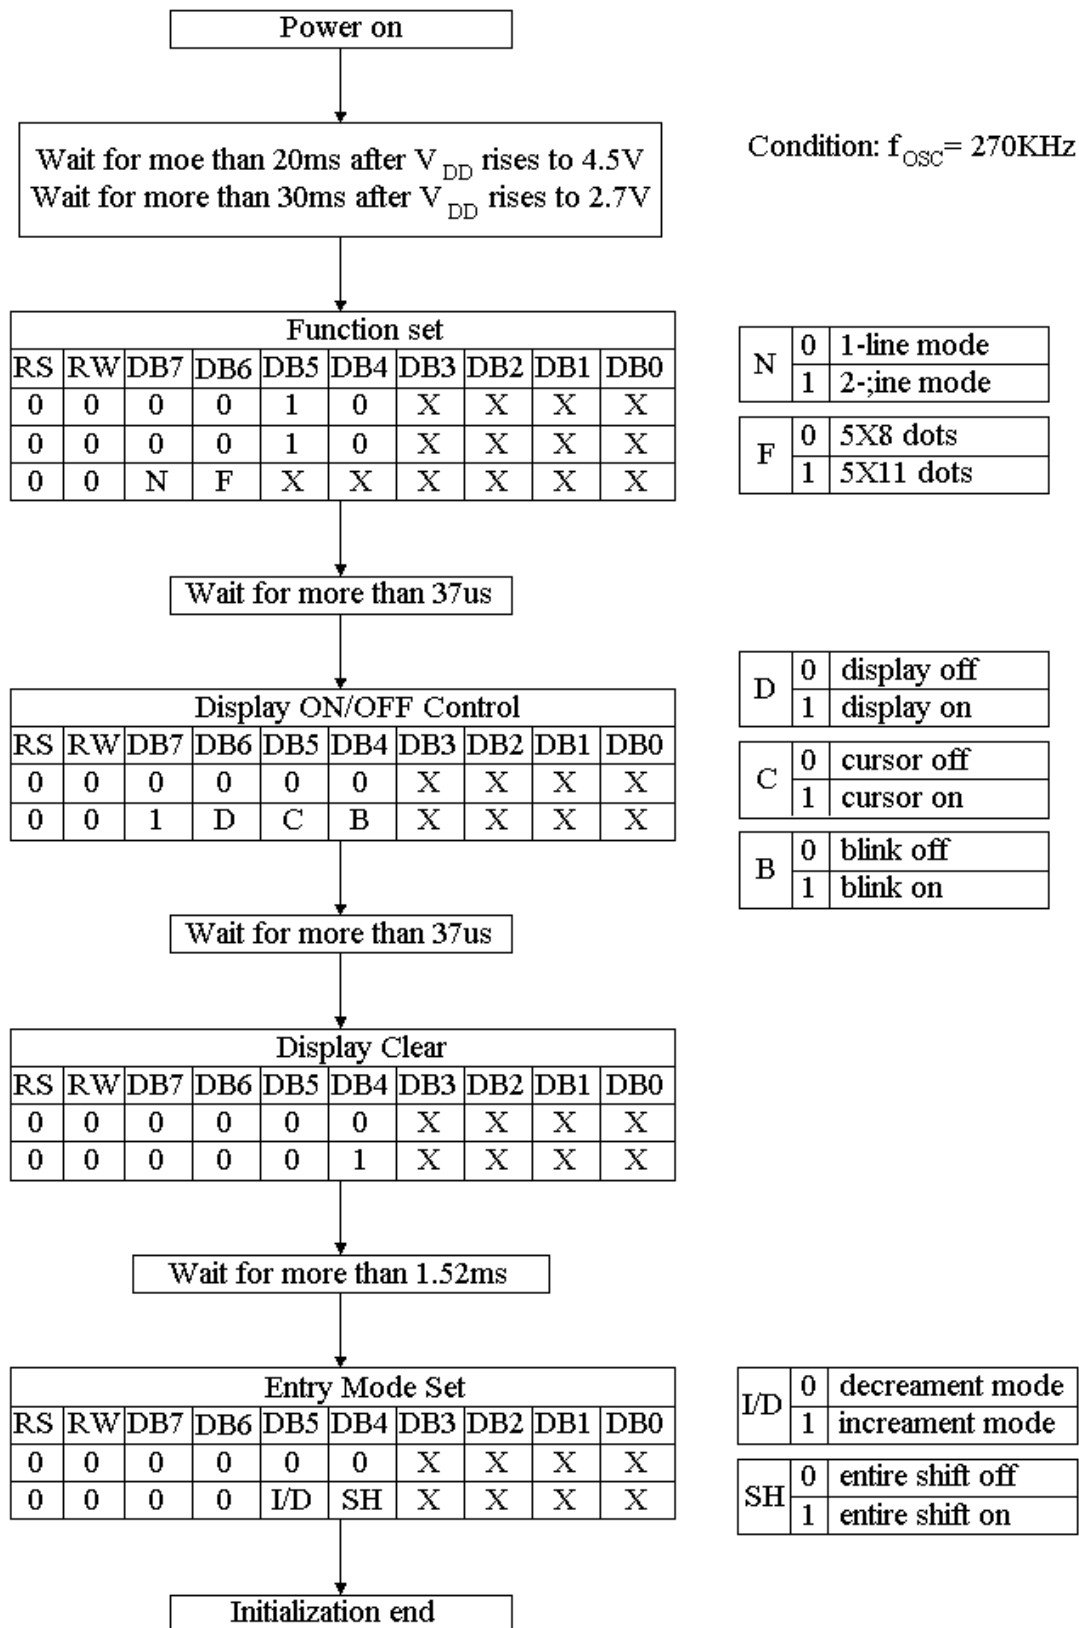 Power on
Wait for moe than 20ms after V DD rises to 4.5V
Wait for more than 30ms after V DD rises to 2.7V
Condition: f OSC = 270KHz
Function set
RS RW DB7 DB6 DB5 DB4 DB3 DB2 DB1 DB0
0 0 0 0 1 0 X X X X
0 0 0 0 1 0 X X X X
0 0 N F X X X X X X
N
0 1-line mode
1 2-;ine mode
F
0 5X8 dots
1 5X11 dots
Wait for more than 37us
Display ON/OFF Control
RS RW DB7 DB6 DB5 DB4 DB3 DB2 DB1 DB0
0 0 0 0 0 0 X X X X
0 0 1 D C B X X X X
D
0 display off
1 display on
C
0 cursor off
1 cursor on
B
0 blink off
1 blink on
Wait for more than 37us
Display Clear
RS RW DB7 DB6 DB5 DB4 DB3 DB2 DB1 DB0
0 0 0 0 0 0 X X X X
0 0 0 0 0 1 X X X X
Wait for more than 1.52ms
Entry Mode Set
RS RW DB7 DB6 DB5 DB4 DB3 DB2 DB1 DB0
0 0 0 0 0 0 X X X X
0 0 0 0 I/D SH X X X X
I/D
0 decreament mode
1 increament mode
SH
0 entire shift off
1 entire shift on
Initialization end